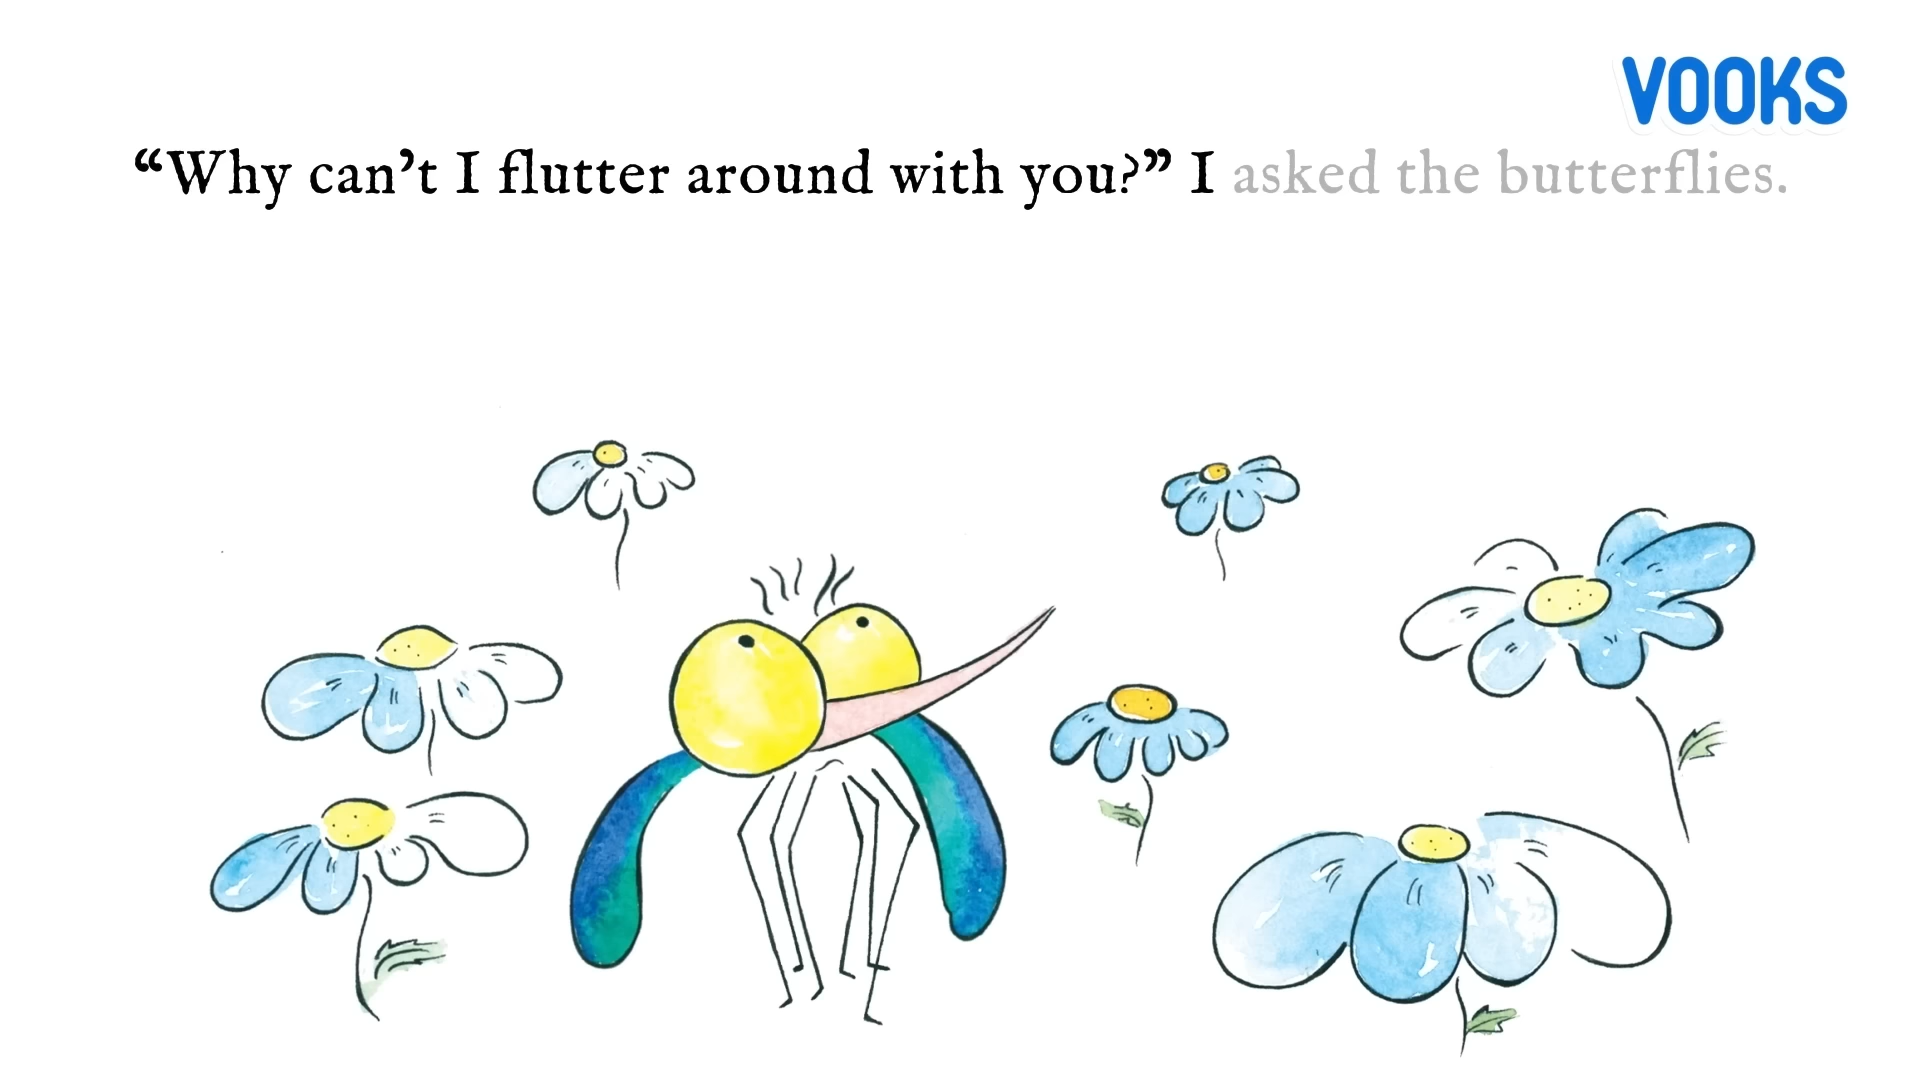 VOOKS
“Why can’t I flutter around with you?” I asked the butterflies.